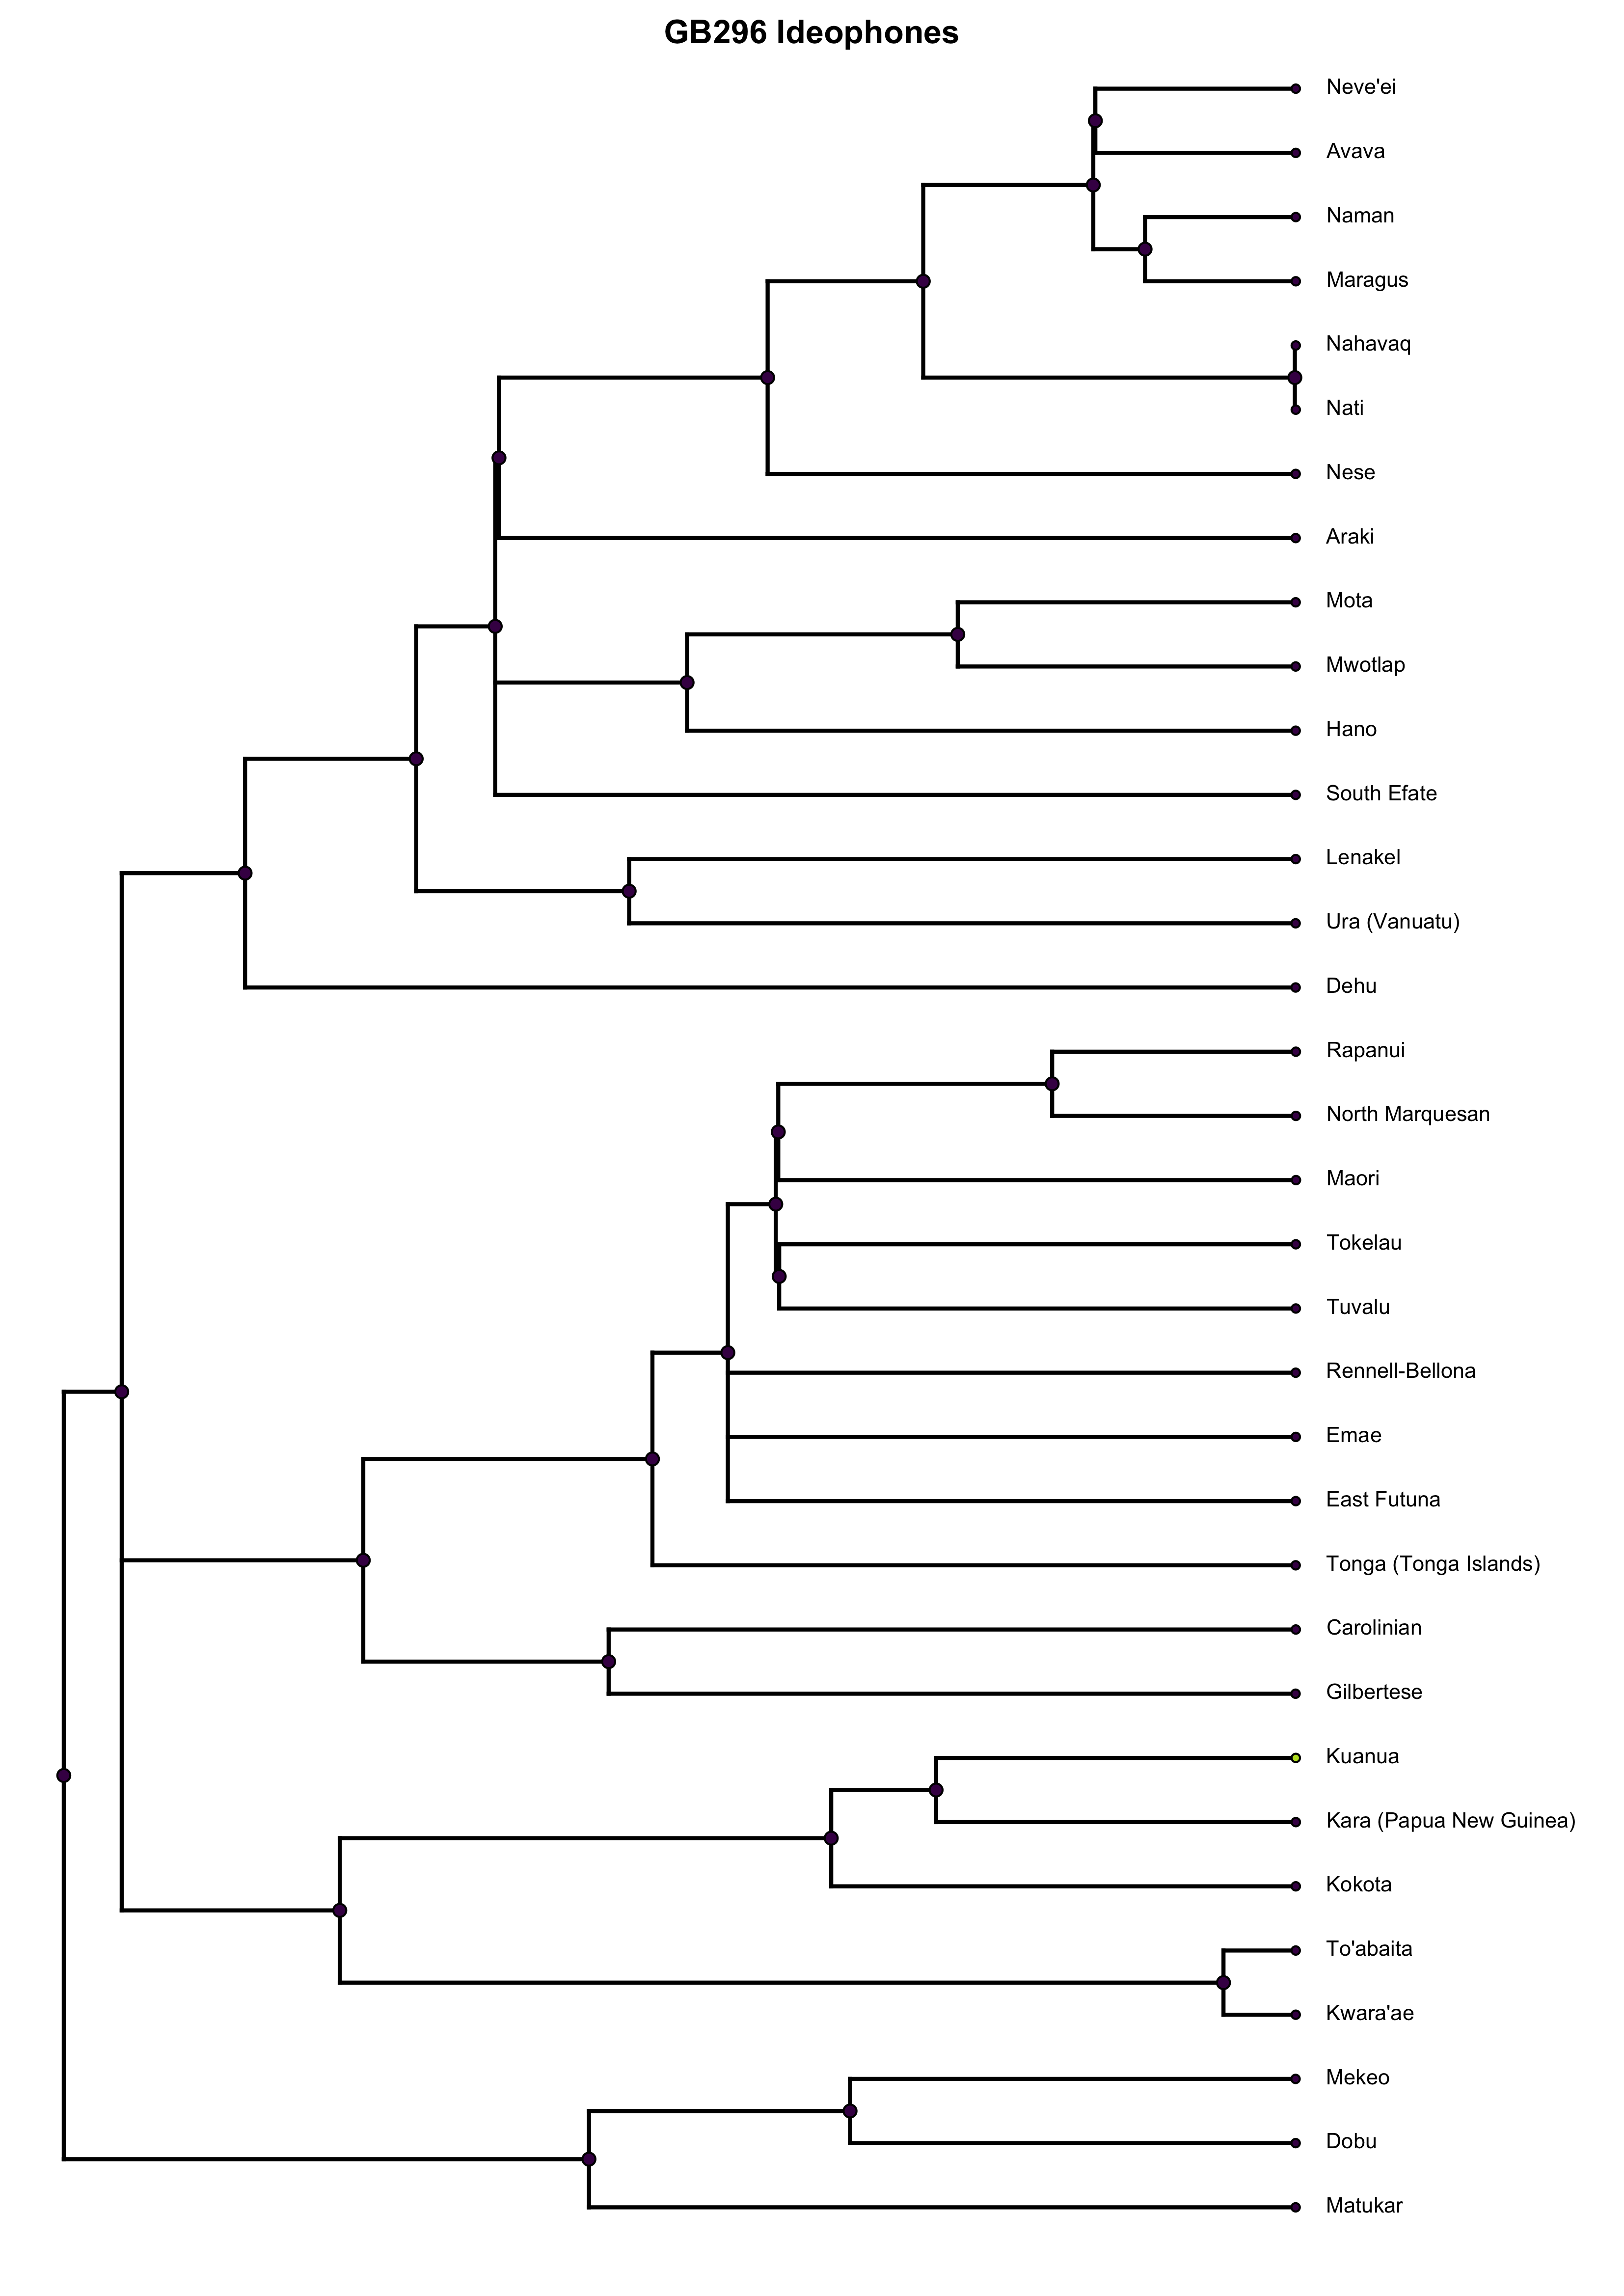 GB296 Ideophones
Neve'ei
Avava
Naman
Maragus
Nahavaq
Nati
Nese
Araki
Mota
Mwotlap
Hano
South Efate
Lenakel
Ura (Vanuatu)
Dehu
Rapanui
North Marquesan
Maori
Tokelau
Tuvalu
Rennell-Bellona
Emae
East Futuna
Tonga (Tonga Islands)
Carolinian
Gilbertese
Kuanua
Kara (Papua New Guinea)
Kokota
To'abaita
Kwara'ae
Mekeo
Dobu
Matukar